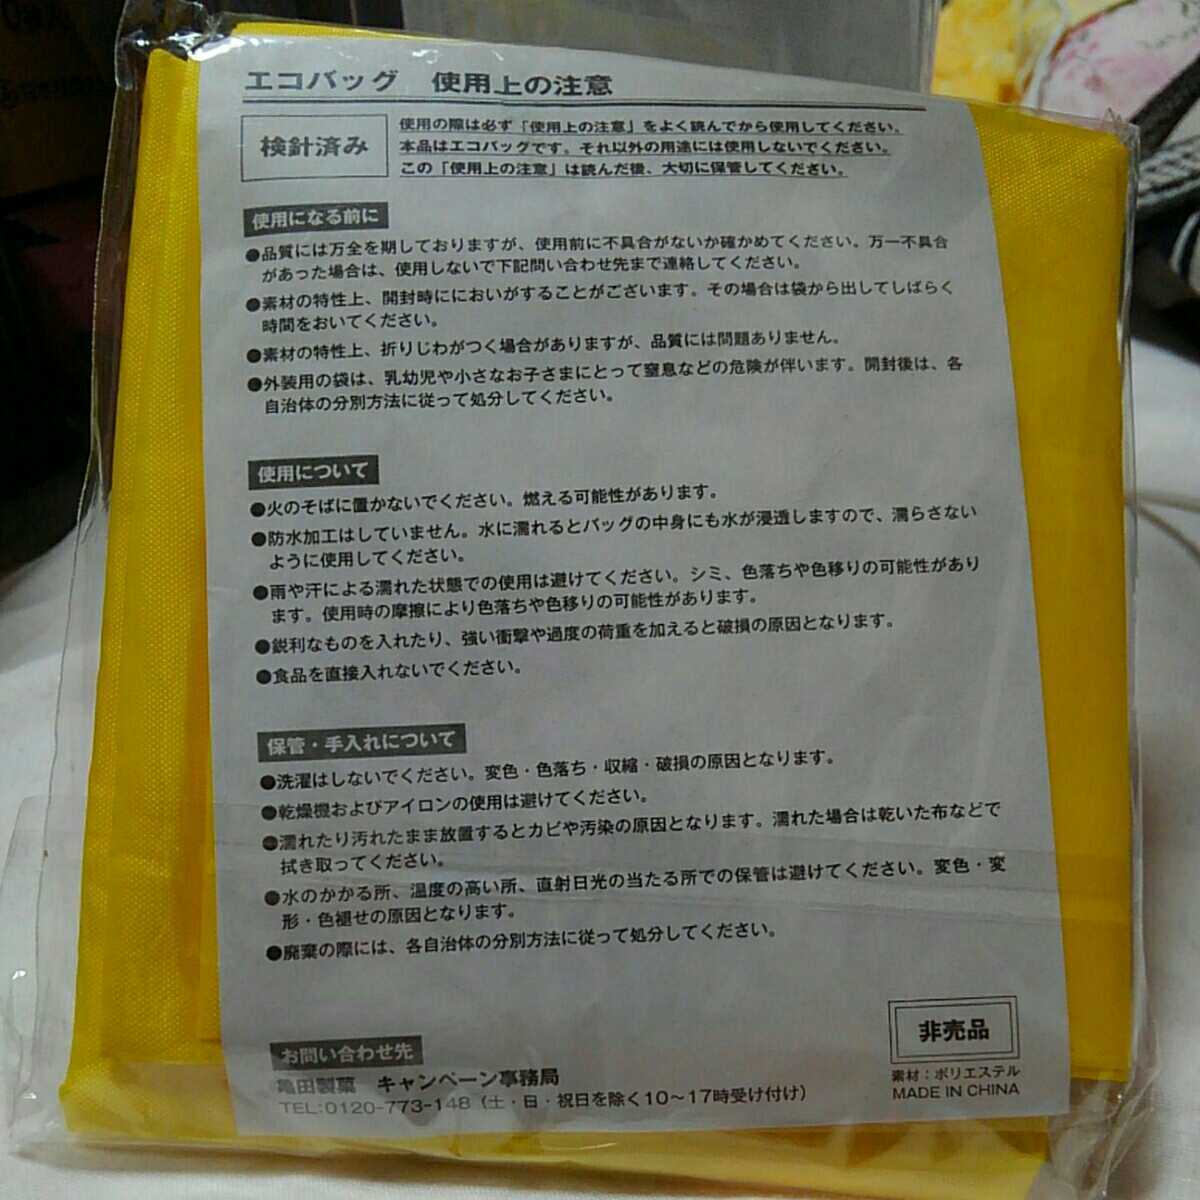 エコバッグ 使用上の注意
検針済み
使用の際は必ず「使用上の注意」をよく読んでから使用してください。
本品はエコバッグです。それ以外の用途には使用しないでください。
この「使用上の注意」は読んだ後、大切に保管してください。
使用になる前に
●品質には万全を期しておりますが、使用前に不具合がないか確かめてください。万一不具合
があった場合は、使用しないで下記問い合わせ先まで連絡してください。
●素材の特性上、開封時ににおいがすることがございます。その場合は袋から出してしばらく
時間をおいてください。
●素材の特性上、折りじわがつく場合がありますが、品質には問題ありません。
●外装用の袋は、乳幼児や小さなお子さまにとって窒息などの危険が伴います。開封後は、各
自治体の分別方法に従って処分してください。
使用について
●火のそばに置かないでください。燃える可能性があります。
●防水加工はしていません。水に濡れるとバッグの中身にも水が浸透しますので、濡らさない
ように使用してください。
●雨や汗による濡れた状態での使用は避けてください。シミ、色落ちや色移りの可能性があり
ます。使用時の摩擦により色落ちや色移りの可能性があります。
●鋭利なものを入れたり、強い衝撃や過度の荷重を加えると破損の原因となります。
●食品を直接入れないでください。
保管・手入れについて
●洗濯はしないでください。変色・色落ち・収縮・破損の原因となります。
●乾燥機およびアイロンの使用は避けてください。
●濡れたり汚れたまま放置するとカビや汚染の原因となります。濡れた場合は乾いた布などで
拭き取ってください。
●水のかかる所、温度の高い所、直射日光の当たる所での保管は避けてください。変色・変
形・色褪せの原因となります。
●廃棄の際には、各自治体の分別方法に従って処分してください。
お問い合わせ先
亀田製菓 キャンペーン事務局
TEL:0120-773-148（土・日・祝日を除く10～17時受け付け）
非売品
素材：ポリエステル
MADE IN CHINA